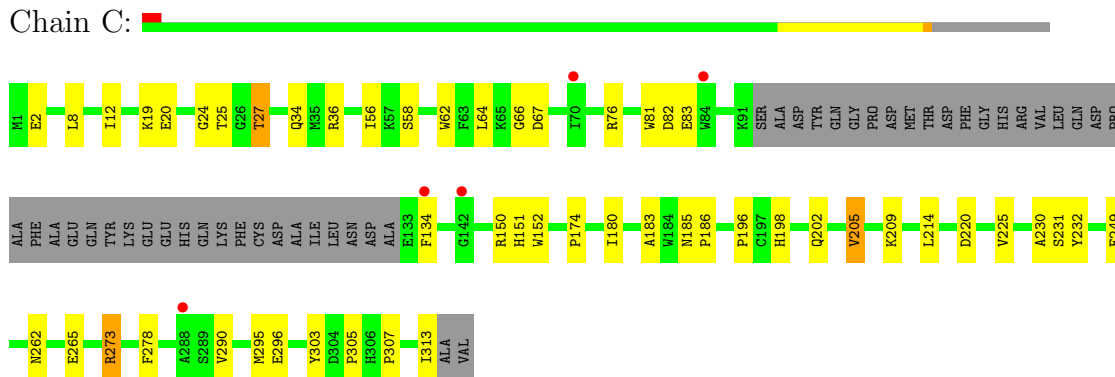 Chain C:
M1 E2 L8 I12 K19 E20 G24 T25 G26 T27 Q34 M35 R36 I56 K57 S58 W62 F63 L64 K65 G66 D67 I70 R76 W81 D82 E83 W84 K91 SER ALA ASP TYR GLN GLY PRO ASP MET THR ASP PHE GLY HIS ARG VAL LEU GLN ASP PRO
ALA PHE ALA GLU GLN TYR LYS GLU GLU HIS GLN LYS PHE CYS ASP ALA ILE LEU ASN ASP ALA E133 F134 G142 R150 H151 W152 P174 I180 A183 W184 N185 P186 P196 C197 H198 Q202 V205 K209 L214 D220 V225 A230 S231 Y232
N262 E265 R273 F278 A288 S289 V290 M295 E296 Y303 D304 P305 H306 P307 I313 ALA VAL